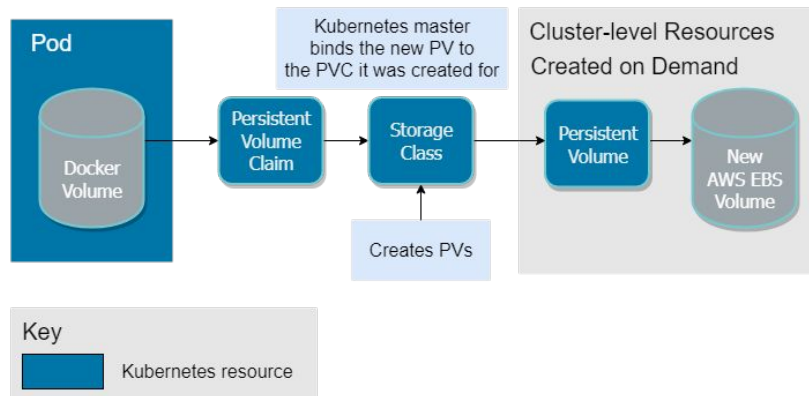 Pod
Docker
Volume
Persistent
Volume
Claim
Kubernetes master
binds the new PV to
the PVC it was created for
Storage
Class
Creates PVs
Cluster-level Resources
Created on Demand
Persistent
Volume
New
AWS EBS
Volume
Key
Kubernetes resource